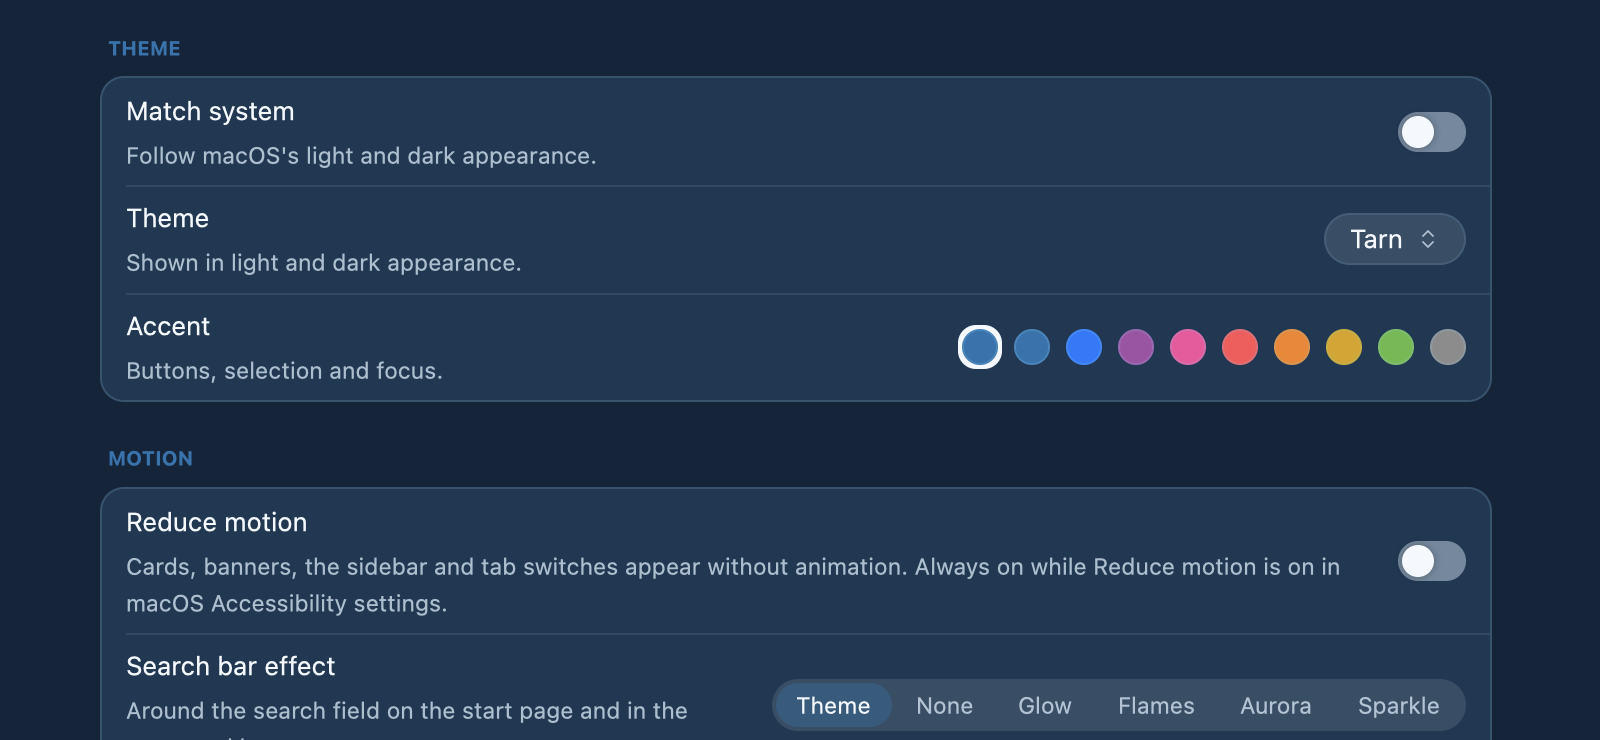 THEME
Match system
Follow macOS's light and dark appearance.
Theme
Tarn
Shown in light and dark appearance.
Accent
Buttons, selection and focus.
MOTION
Reduce motion
Cards, banners, the sidebar and tab switches appear without animation. Always on while Reduce motion is on in
macOS Accessibility settings.
Search bar effect
Around the search field on the start page and in the
Theme None Glow Flames Aurora Sparkle